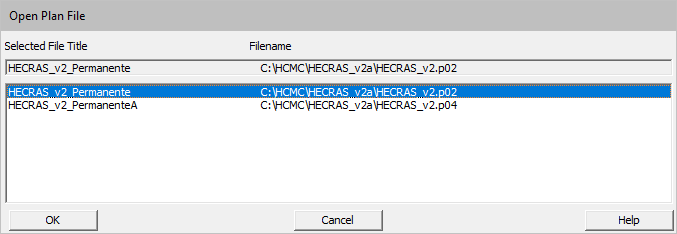 Open Plan File
Selected File Title Filename
HECRAS_v2_Permanente C:\HCMC\HECRAS_v2a\HECRAS_v2.p02
HECRAS_v2_Permanente C:\HCMC\HECRAS_v2a\HECRAS_v2.p02
HECRAS_v2_PermanenteA C:\HCMC\HECRAS_v2a\HECRAS_v2.p04
OK Cancel Help